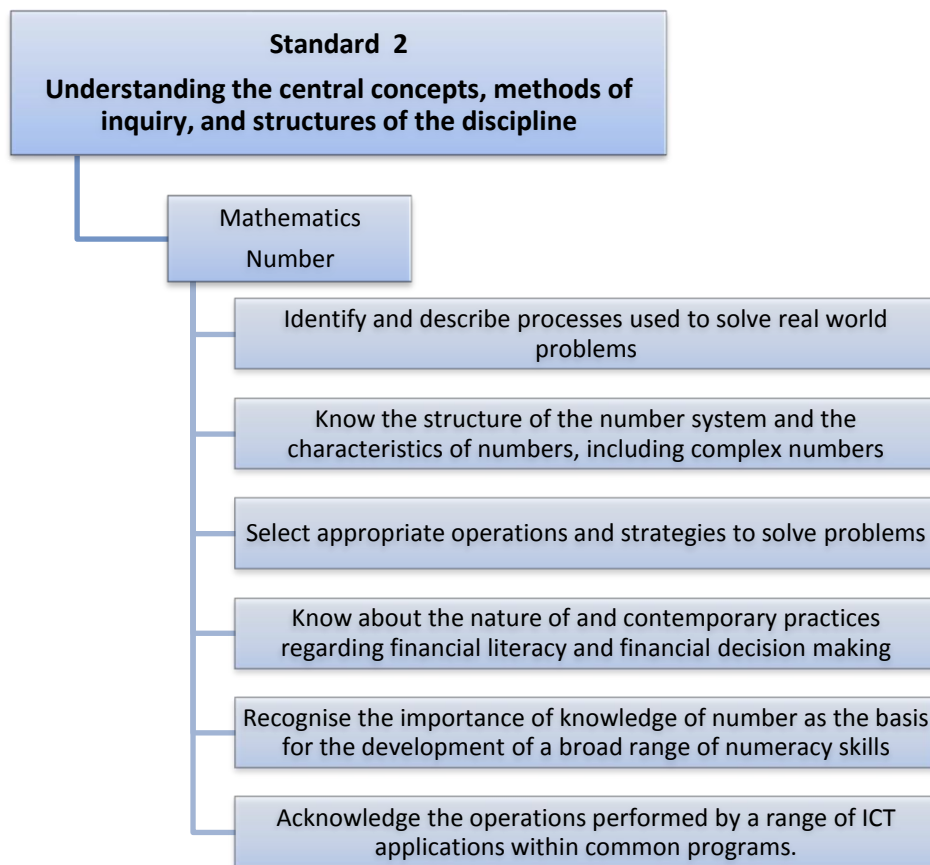 Standard  2
Understanding the central concepts, methods of
inquiry, and structures of the discipline
Mathematics
Number
Identify and describe processes used to solve real world
problems
Know the structure of the number system and the
characteristics of numbers, including complex numbers
Select appropriate operations and strategies to solve problems
Know about the nature of and contemporary practices
regarding financial literacy and financial decision making
Recognise the importance of knowledge of number as the basis
for the development of a broad range of numeracy skills
Acknowledge the operations performed by a range of ICT
applications within common programs.